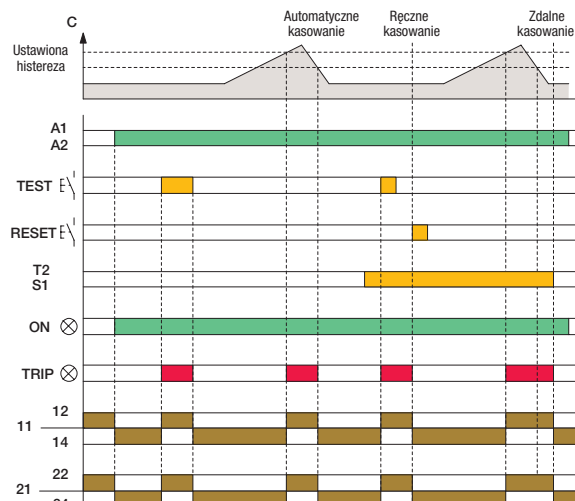 C
Automatyczne
kasowanie
Ręczne
kasowanie
Zdalne
kasowanie
Ustawiona
histereza
A1
A2
TEST
RESET
T2
S1
ON
TRIP
12
11
14
22
21
24